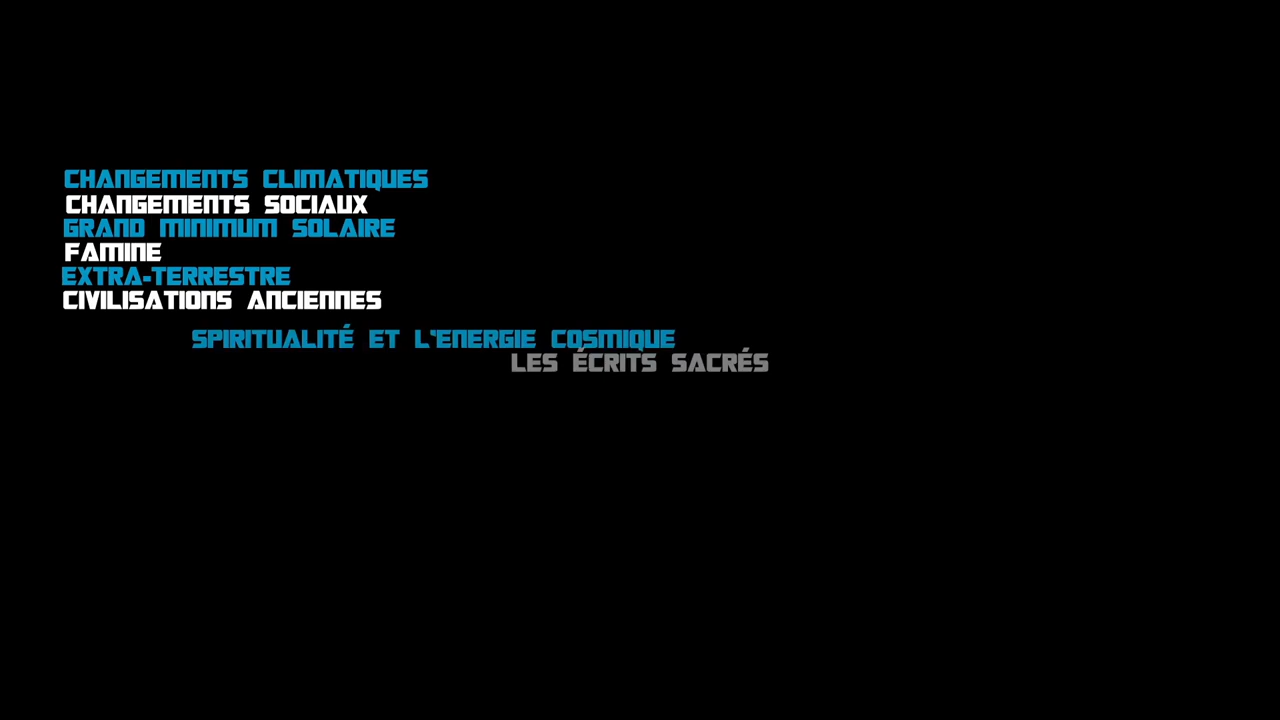 CHANGEMENTS CLIMATIQUES
CHANGEMENTS SOCIAUX
GRAND MINIMUM SOLAIRE
FAMINE
EXTRA-TERRESTRE
CIVILISATIONS ANCIENNES
SPIRITUALITÉ ET L'ENERGIE COSMIQUE
LES ÉCRITS SACRÉS